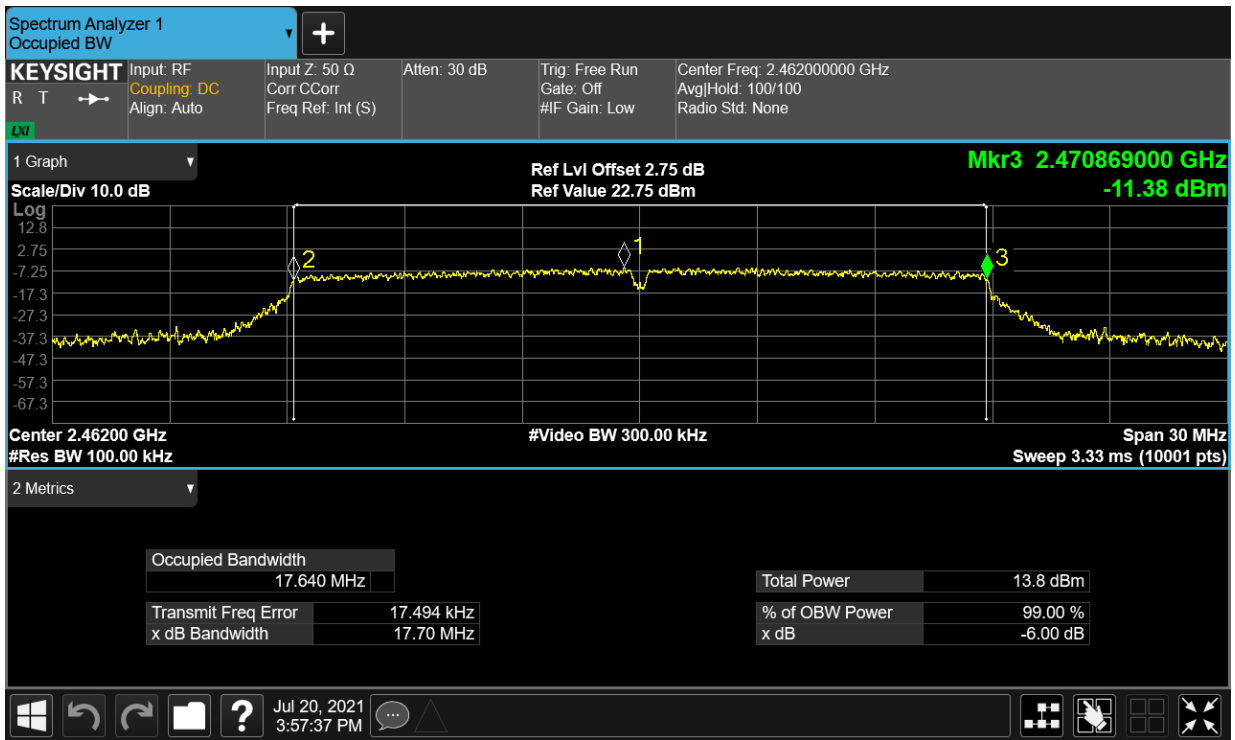 Spectrum Analyzer 1
Occupied BW
▼
+
KEYSIGHT
R T
LXI
Input: RF
Coupling: DC
Align: Auto
Input Z: 50 Ω
Corr CCorr
Freq Ref: Int (S)
Atten: 30 dB
Trig: Free Run
Gate: Off
#IF Gain: Low
Center Freq: 2.462000000 GHz
Avg|Hold: 100/100
Radio Std: None
1 Graph ▼
Scale/Div 10.0 dB
Ref Lvl Offset 2.75 dB
Ref Value 22.75 dBm
Mkr3 2.470869000 GHz
-11.38 dBm
Log
12.8
2.75
-7.25
-17.3
-27.3
-37.3
-47.3
-57.3
-67.3
2
1
3
Center 2.46200 GHz
#Video BW 300.00 kHz
Span 30 MHz
#Res BW 100.00 kHz
Sweep 3.33 ms (10001 pts)
2 Metrics ▼
Occupied Bandwidth
17.640 MHz
Transmit Freq Error 17.494 kHz
x dB Bandwidth 17.70 MHz
Total Power 13.8 dBm
% of OBW Power 99.00 %
x dB -6.00 dB
?
Jul 20, 2021
3:57:37 PM